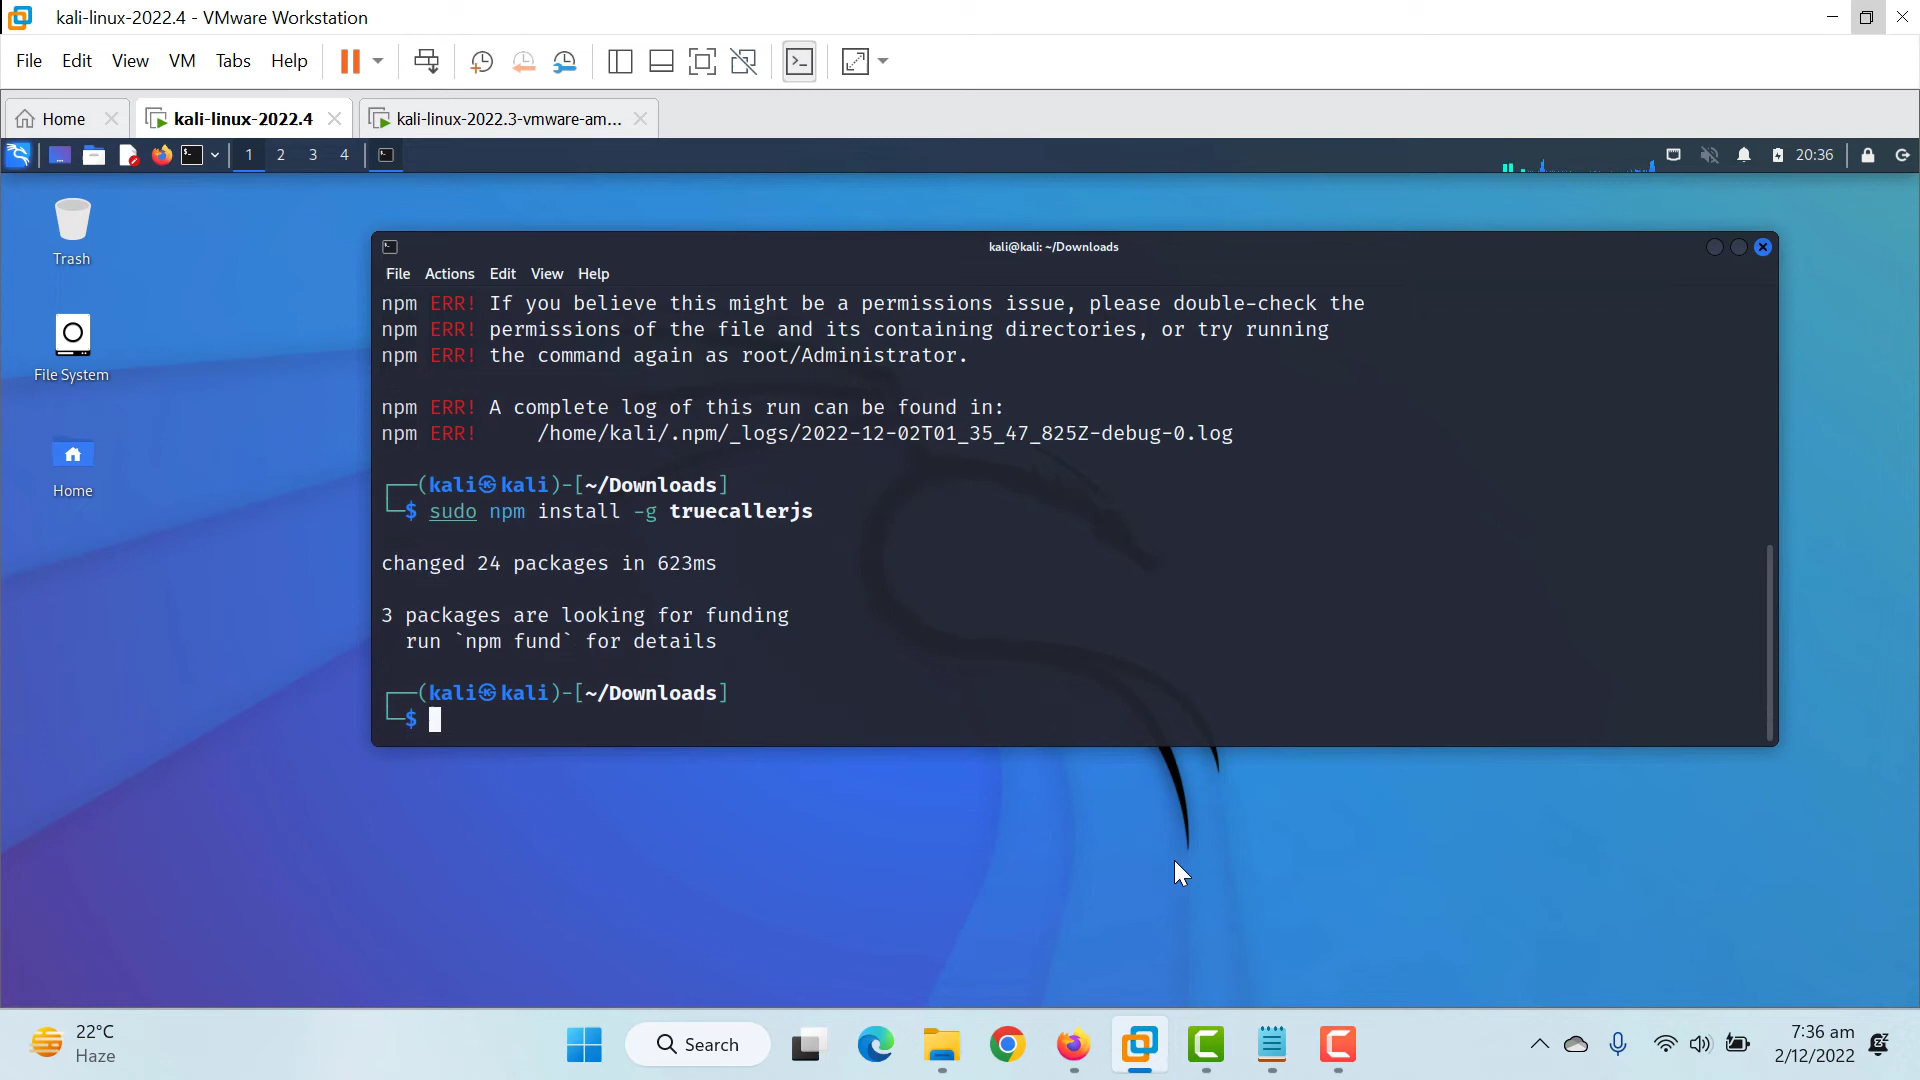 kali-linux-2022.4 - VMware Workstation
File Edit View VM Tabs Help
Home kali-linux-2022.4 kali-linux-2022.3-vmware-am...
1 2 3 4 20:36
Trash
File System
Home
kali@kali: ~/Downloads
File Actions Edit View Help
npm ERR! If you believe this might be a permissions issue, please double-check the
npm ERR! permissions of the file and its containing directories, or try running
npm ERR! the command again as root/Administrator.
npm ERR! A complete log of this run can be found in:
npm ERR!     /home/kali/.npm/_logs/2022-12-02T01_35_47_825Z-debug-0.log
┌──(kali㉿kali)-[~/Downloads]
└─$ sudo npm install -g truecallerjs
changed 24 packages in 623ms
3 packages are looking for funding
  run `npm fund` for details
┌──(kali㉿kali)-[~/Downloads]
└─$
22°C
Haze
Search
7:36 am
2/12/2022